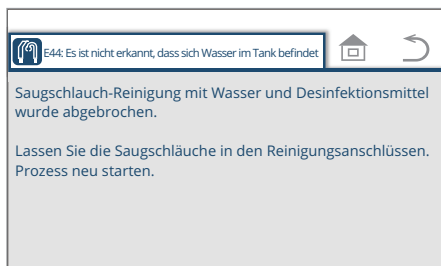 E44: Es ist nicht erkannt, dass sich Wasser im Tank befindet
Saugschlauch-Reinigung mit Wasser und Desinfektionsmittel
wurde abgebrochen.
Lassen Sie die Saugschläuche in den Reinigungsanschlüssen.
Prozess neu starten.